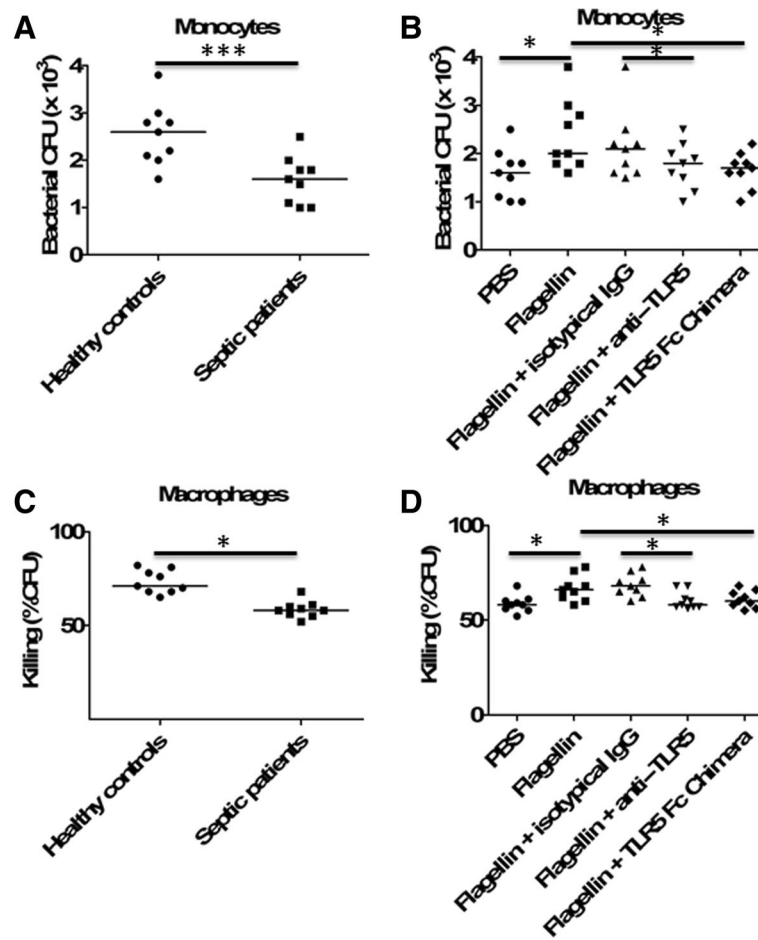 A
Monocytes
***
Bacterial CFU (x 10³)
4
3
2
1
0
Healthy controls
Septic patients
B
Monocytes
*
*
*
Bacterial CFU (x 10³)
4
3
2
1
0
PBS
Flagellin
Flagellin + isotypical IgG
Flagellin + anti–TLR5
Flagellin + TLR5 Fc Chimera
C
Macrophages
*
Killing (%CFU)
100
50
Healthy controls
Septic patients
D
Macrophages
*
*
*
Killing (%CFU)
100
50
0
PBS
Flagellin
Flagellin + isotypical IgG
Flagellin + anti–TLR5
Flagellin + TLR5 Fc Chimera